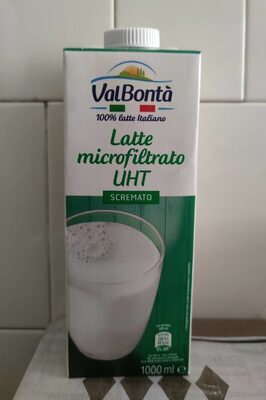 ValBontà
100% latte Italiano
Latte
microfiltrato
UHT
SCREMATO
1000 ml ℮